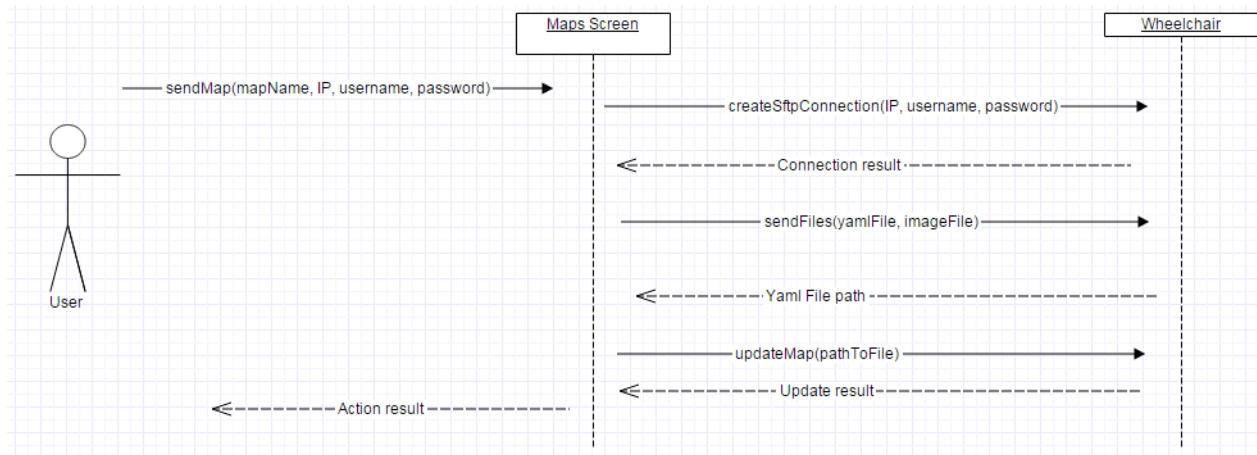 Maps Screen
Wheelchair
sendMap(mapName, IP, username, password)
createSftpConnection(IP, username, password)
Connection result
sendFiles(yamlFile, imageFile)
User
Yaml File path
updateMap(pathToFile)
Update result
Action result